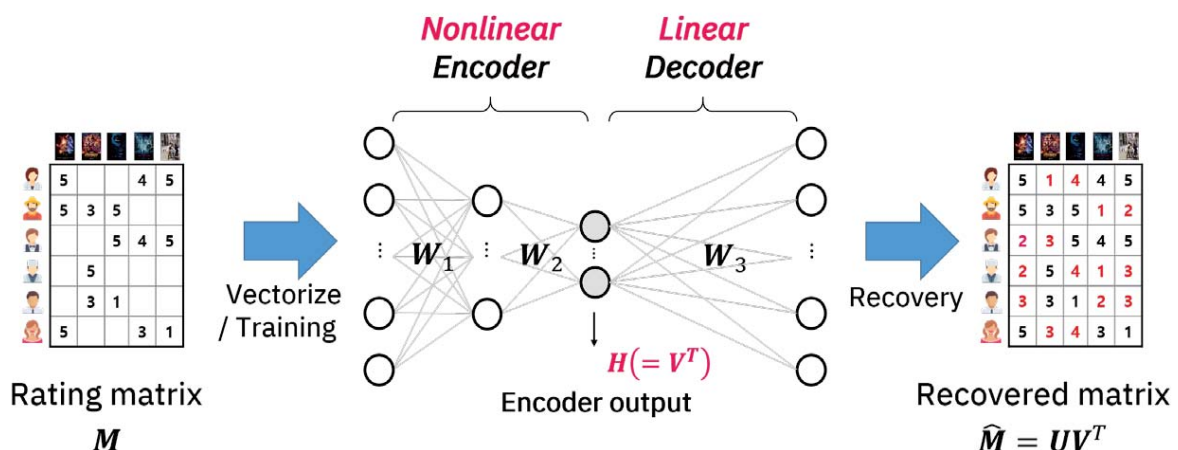 Nonlinear
Encoder
Linear
Decoder
5 4 5
5 3 5
5 4 5
5
3 1
5 3 1
Rating matrix
M
Vectorize
/ Training
W₁
W₂
W₃
H(= Vᵀ)
Encoder output
Recovery
5 1 4 4 5
5 3 5 1 2
2 3 5 4 5
2 5 4 1 3
3 3 1 2 3
5 3 4 3 1
Recovered matrix
M̂ = UVᵀ